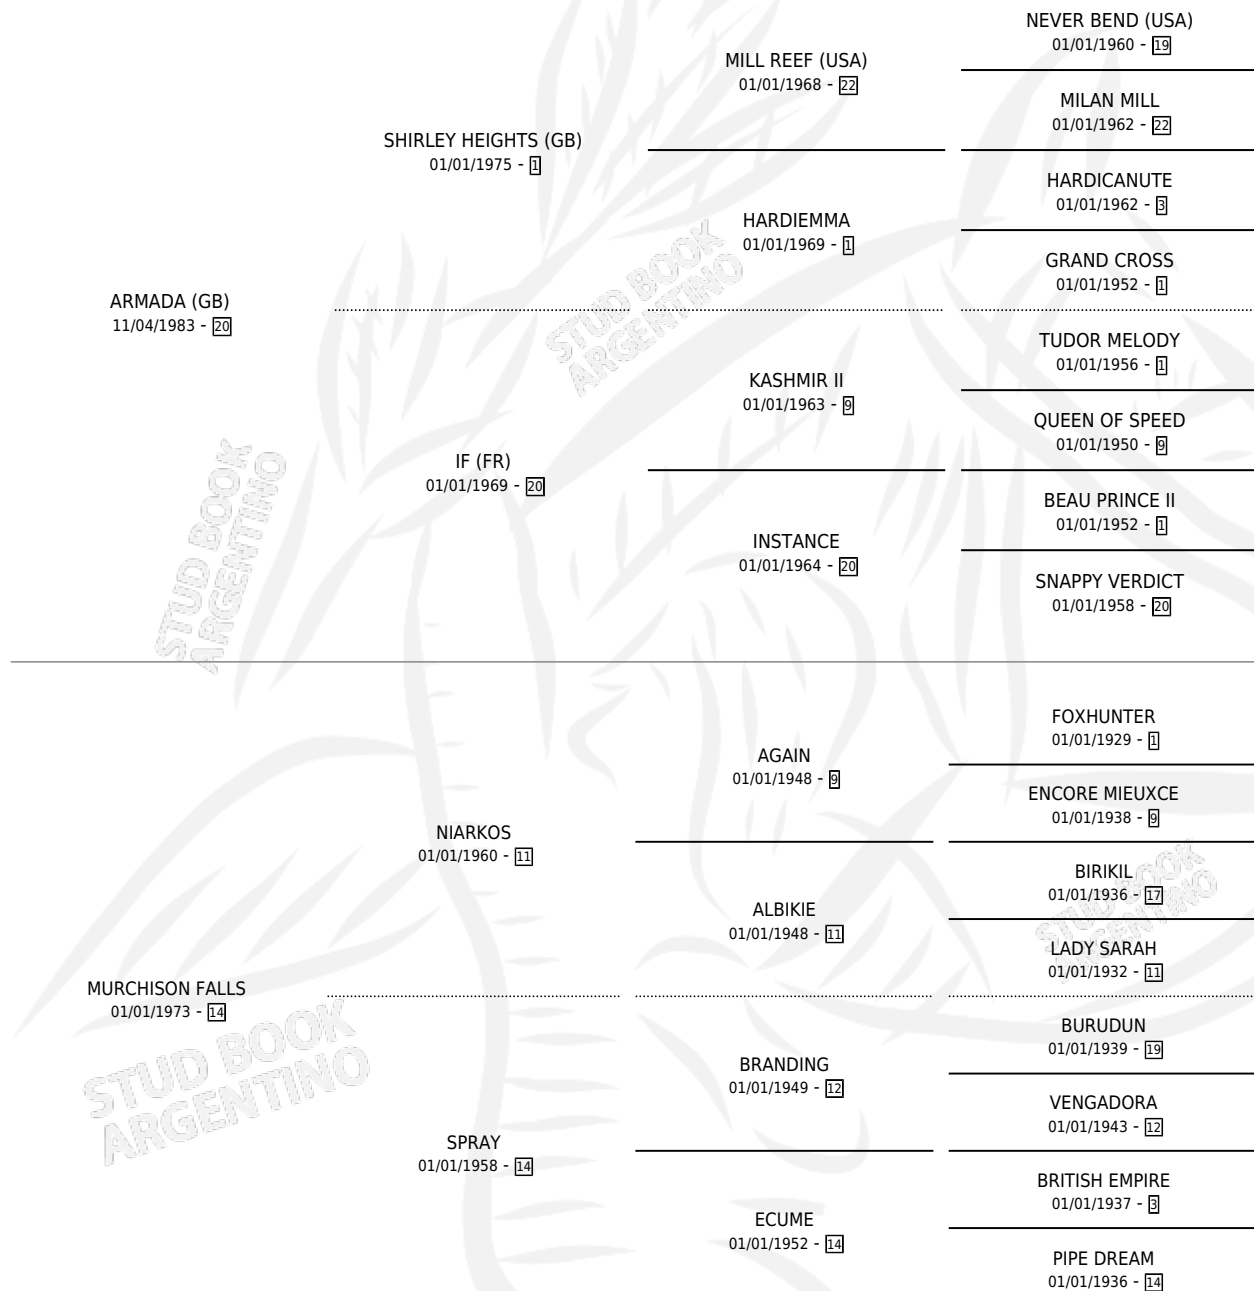 NEVER BEND (USA)
01/01/1960 - 19
MILL REEF (USA)
01/01/1968 - 22
MILAN MILL
01/01/1962 - 22
SHIRLEY HEIGHTS (GB)
01/01/1975 - 1
HARDICANUTE
01/01/1962 - 3
HARDIEMMA
01/01/1969 - 1
GRAND CROSS
01/01/1952 - 1
ARMADA (GB)
11/04/1983 - 20
STUD BOOK
ARGENTINO
TUDOR MELODY
01/01/1956 - 1
KASHMIR II
01/01/1963 - 9
QUEEN OF SPEED
01/01/1950 - 9
IF (FR)
01/01/1969 - 20
BEAU PRINCE II
01/01/1952 - 1
INSTANCE
01/01/1964 - 20
SNAPPY VERDICT
01/01/1958 - 20
STUD BOOK
ARGENTINO
FOXHUNTER
01/01/1929 - 1
AGAIN
01/01/1948 - 9
ENCORE MIEUXCE
01/01/1938 - 9
NIARKOS
01/01/1960 - 11
BIRIKIL
01/01/1936 - 17
STUD BOOK
ARGENTINO
ALBIKIE
01/01/1948 - 11
LADY SARAH
01/01/1932 - 11
MURCHISON FALLS
01/01/1973 - 14
STUD BOOK
ARGENTINO
BURUDUN
01/01/1939 - 19
BRANDING
01/01/1949 - 12
VENGADORA
01/01/1943 - 12
SPRAY
01/01/1958 - 14
BRITISH EMPIRE
01/01/1937 - 3
ECUME
01/01/1952 - 14
PIPE DREAM
01/01/1936 - 14